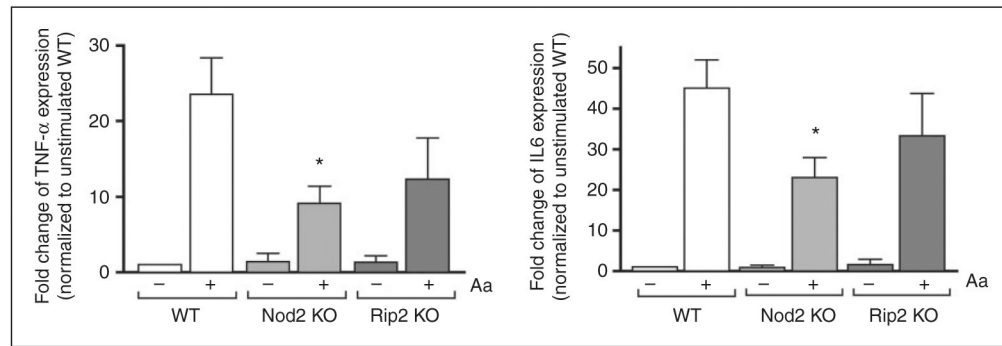 Fold change of TNF-α expression
(normalized to unstimulated WT)
30
20
10
0
*
− + − + − + Aa
WT Nod2 KO Rip2 KO
Fold change of IL6 expression
(normalized to unstimulated WT)
50
40
30
20
10
0
*
− + − + − + Aa
WT Nod2 KO Rip2 KO